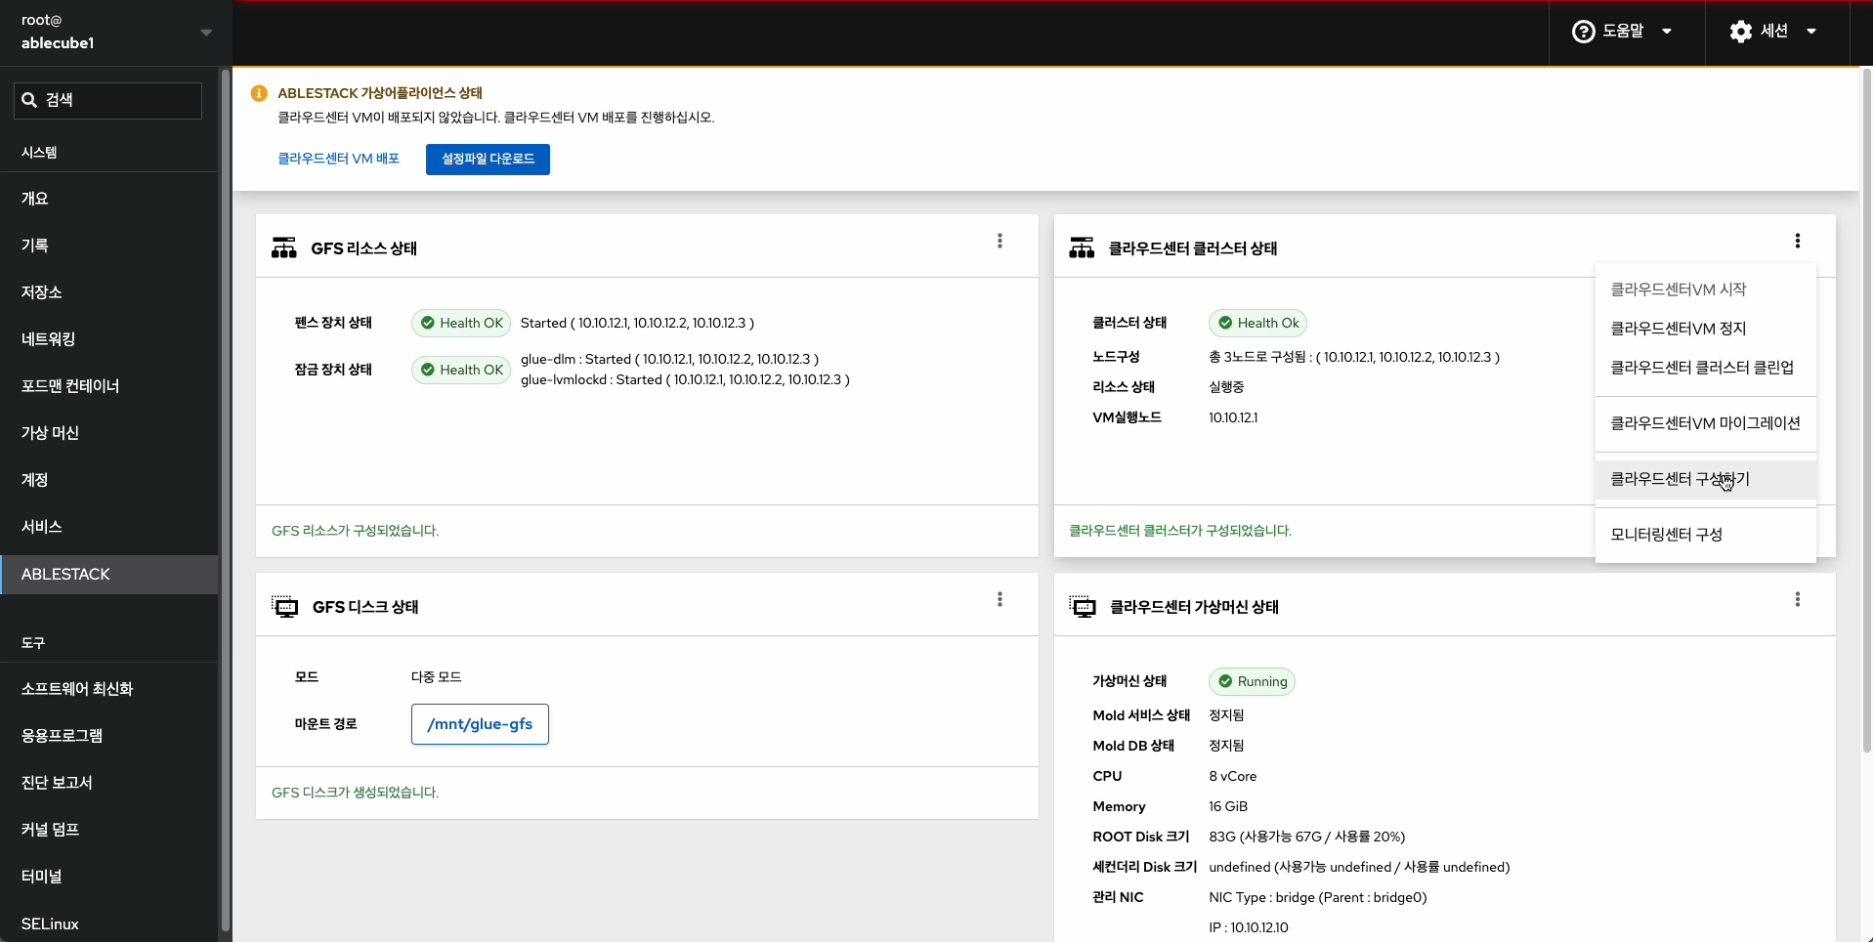 root@
ablecube1
도움말
세션
검색
시스템
개요
기록
저장소
네트워킹
포드맨 컨테이너
가상 머신
계정
서비스
ABLESTACK
도구
소프트웨어 최신화
응용프로그램
진단 보고서
커널 덤프
터미널
SELinux
ABLESTACK 가상어플라이언스 상태
클라우드센터 VM이 배포되지 않았습니다. 클라우드센터 VM 배포를 진행하십시오.
클라우드센터 VM 배포
설정파일 다운로드
GFS 리소스 상태
펜스 장치 상태 Health OK Started ( 10.10.12.1, 10.10.12.2, 10.10.12.3 )
잠금 장치 상태 Health OK glue-dlm : Started ( 10.10.12.1, 10.10.12.2, 10.10.12.3 )
glue-lvmlockd : Started ( 10.10.12.1, 10.10.12.2, 10.10.12.3 )
GFS 리소스가 구성되었습니다.
클라우드센터 클러스터 상태
클러스터 상태 Health Ok
노드구성 총 3노드로 구성됨 : ( 10.10.12.1, 10.10.12.2, 10.10.12.3 )
리소스 상태 실행중
VM실행노드 10.10.12.1
클라우드센터 클러스터가 구성되었습니다.
클라우드센터VM 시작
클라우드센터VM 정지
클라우드센터 클러스터 클린업
클라우드센터VM 마이그레이션
클라우드센터 구성하기
모니터링센터 구성
GFS 디스크 상태
모드 다중 모드
마운트 경로 /mnt/glue-gfs
GFS 디스크가 생성되었습니다.
클라우드센터 가상머신 상태
가상머신 상태 Running
Mold 서비스 상태 정지됨
Mold DB 상태 정지됨
CPU 8 vCore
Memory 16 GiB
ROOT Disk 크기 83G (사용가능 67G / 사용률 20%)
세컨더리 Disk 크기 undefined (사용가능 undefined / 사용률 undefined)
관리 NIC NIC Type : bridge (Parent : bridge0)
IP : 10.10.12.10